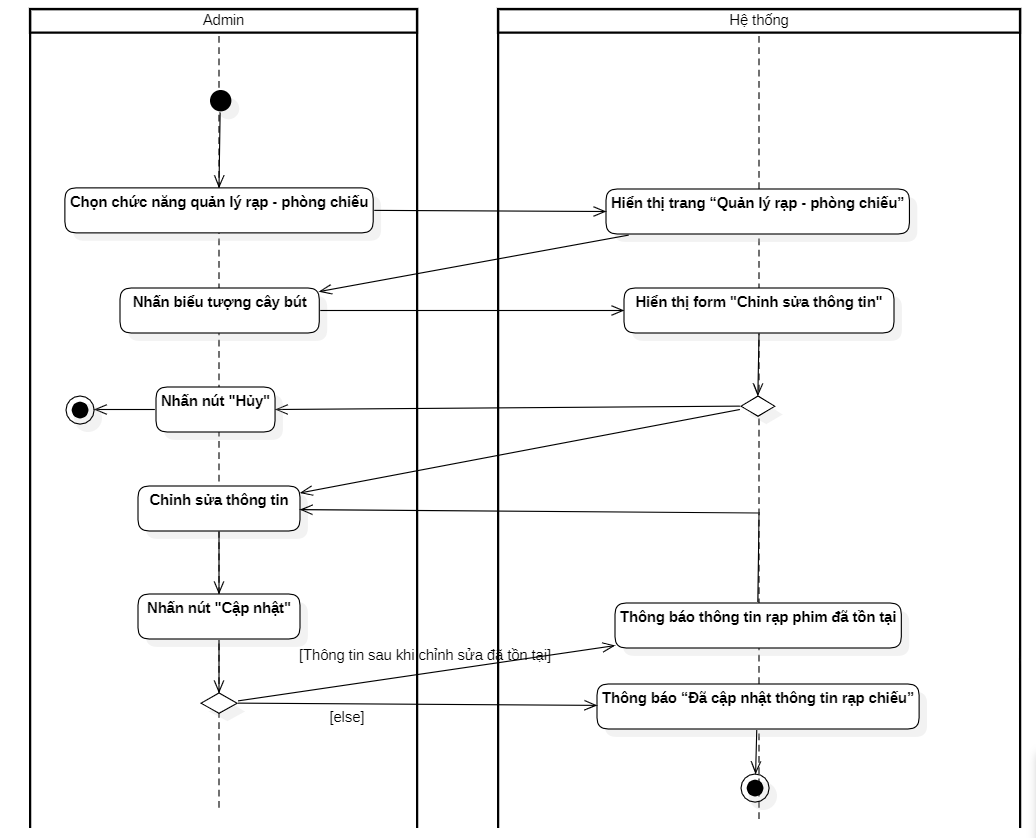 Admin
Hệ thống
Chọn chức năng quản lý rạp - phòng chiếu
Hiển thị trang “Quản lý rạp - phòng chiếu”
Nhấn biểu tượng cây bút
Hiển thị form "Chỉnh sửa thông tin"
Nhấn nút "Hủy"
Chỉnh sửa thông tin
Nhấn nút "Cập nhật"
Thông báo thông tin rạp phim đã tồn tại
[Thông tin sau khi chỉnh sửa đã tồn tại]
Thông báo “Đã cập nhật thông tin rạp chiếu”
[else]